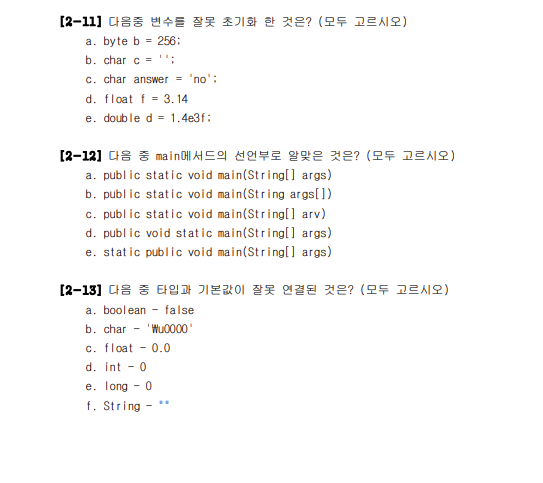 [2-11] 다음중 변수를 잘못 초기화 한 것은? (모두 고르시오)
a. byte b = 256;
b. char c = '';
c. char answer = 'no';
d. float f = 3.14
e. double d = 1.4e3f;
[2-12] 다음 중 main메서드의 선언부로 알맞은 것은? (모두 고르시오)
a. public static void main(String[] args)
b. public static void main(String args[])
c. public static void main(String[] arv)
d. public void static main(String[] args)
e. static public void main(String[] args)
[2-13] 다음 중 타입과 기본값이 잘못 연결된 것은? (모두 고르시오)
a. boolean - false
b. char - '₩u0000'
c. float - 0.0
d. int - 0
e. long - 0
f. String - ""